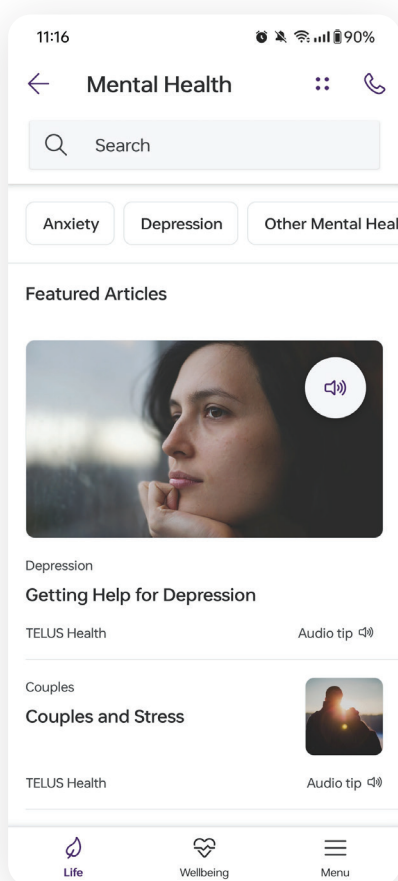 11:16
90%
Mental Health
Search
Anxiety
Depression
Other Mental Heal
Featured Articles
Depression
Getting Help for Depression
TELUS Health
Audio tip
Couples
Couples and Stress
TELUS Health
Audio tip
Life
Wellbeing
Menu